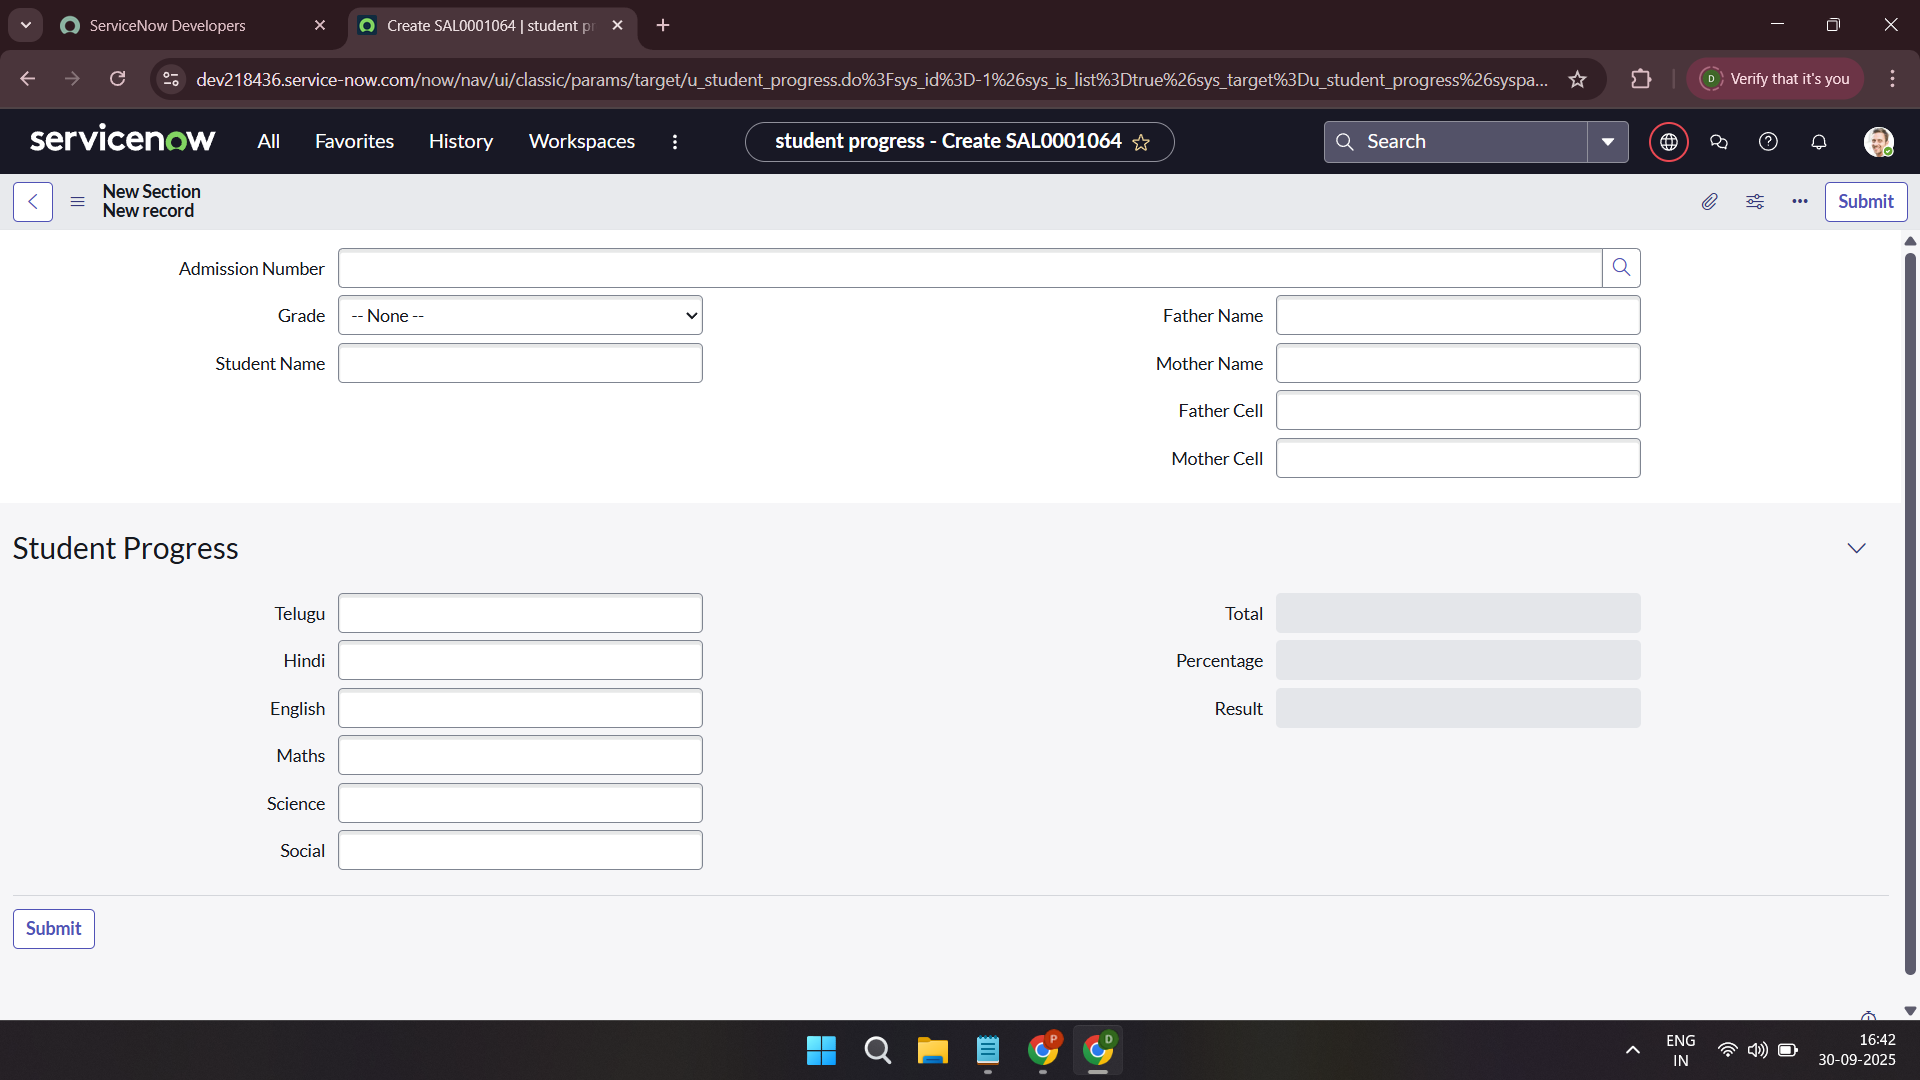 ServiceNow Developers
Create SAL0001064 | student pr
dev218436.service-now.com/now/nav/ui/classic/params/target/u_student_progress.do%3Fsys_id%3D-1%26sys_is_list%3Dtrue%26sys_target%3Du_student_progress%26syspa...
D
Verify that it's you
servicenow
All
Favorites
History
Workspaces
student progress - Create SAL0001064
Search
New Section
New record
Submit
Admission Number
Grade
-- None --
Father Name
Student Name
Mother Name
Father Cell
Mother Cell
Student Progress
Telugu
Total
Hindi
Percentage
English
Result
Maths
Science
Social
Submit
P
D
ENG
IN
16:42
30-09-2025